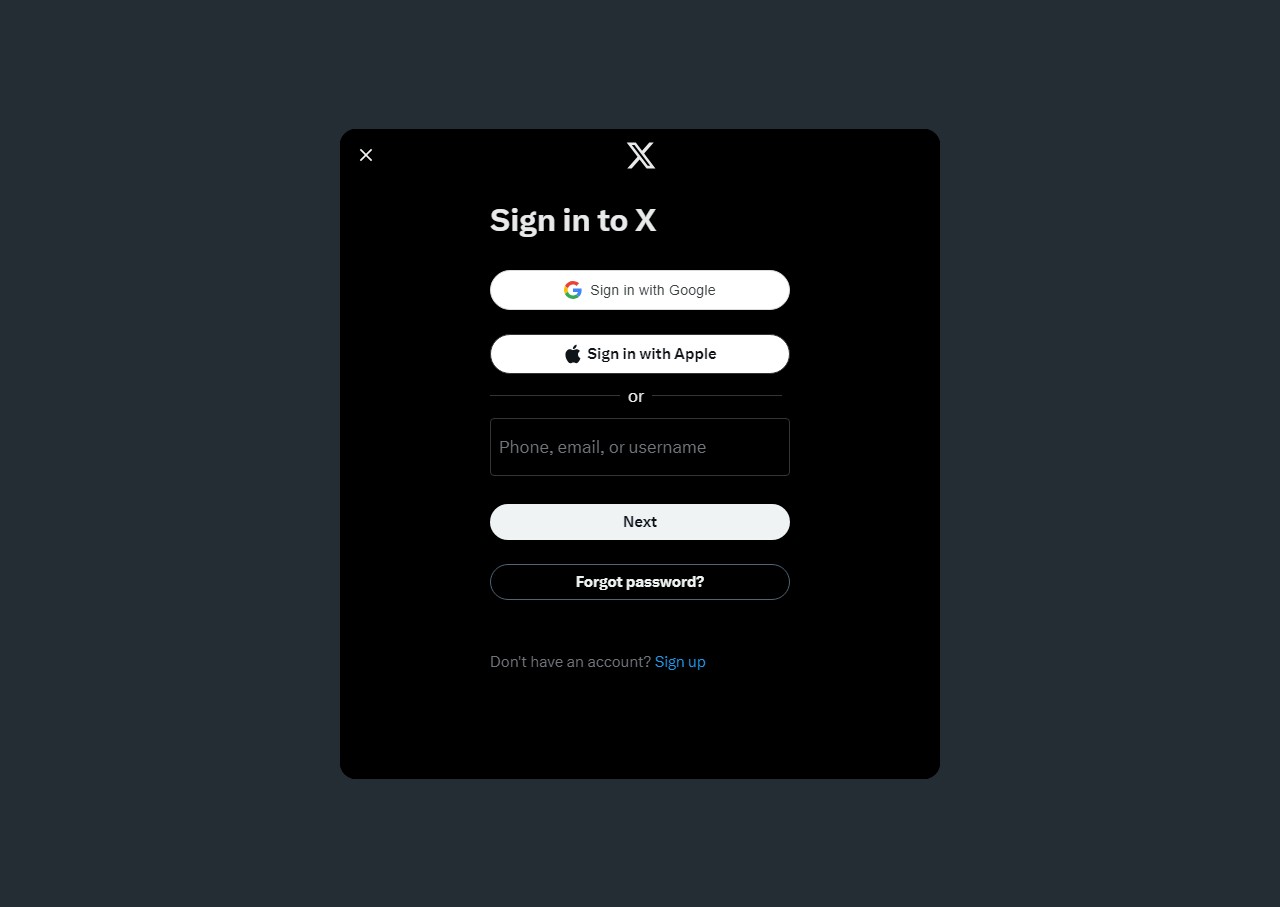 Sign in to X
Sign in with Google
Sign in with Apple
or
Phone, email, or username
Next
Forgot password?
Don't have an account? Sign up